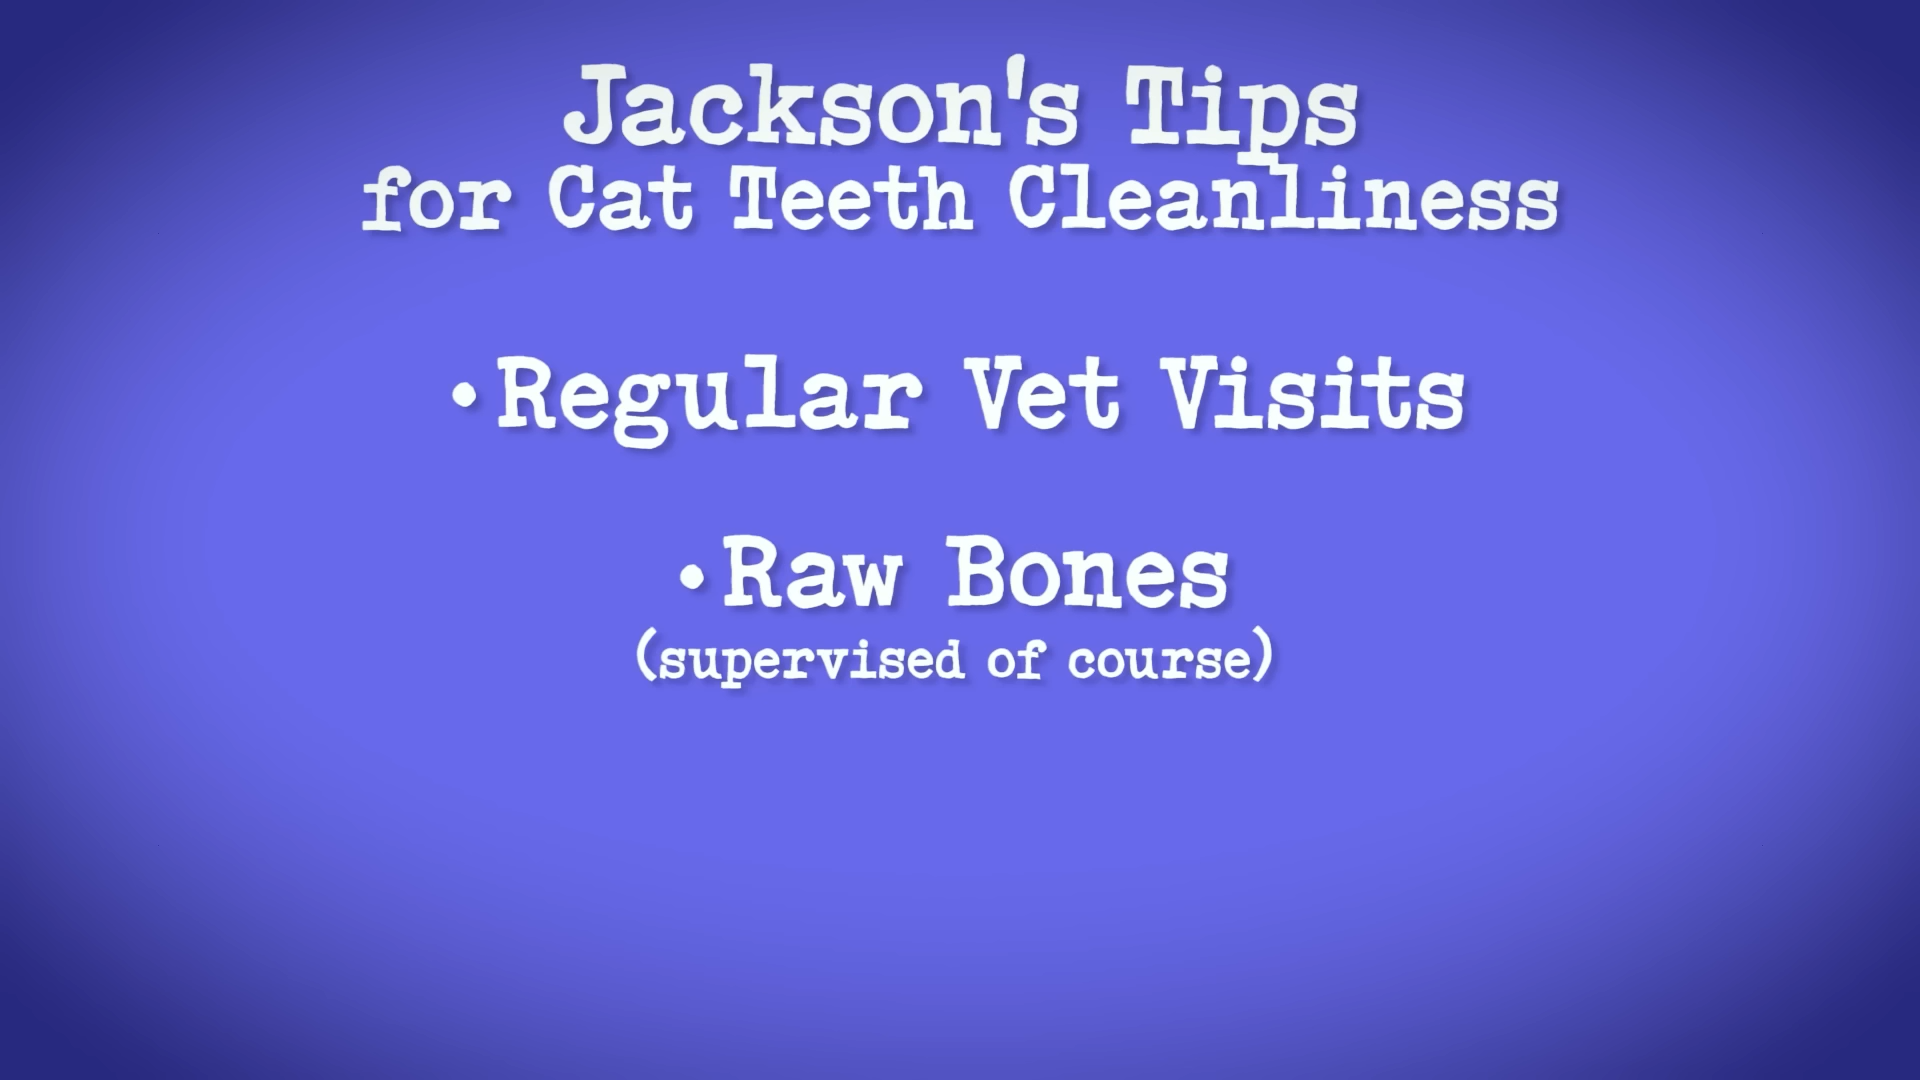 Jackson's Tips
for Cat Teeth Cleanliness
•Regular Vet Visits
•Raw Bones
(supervised of course)